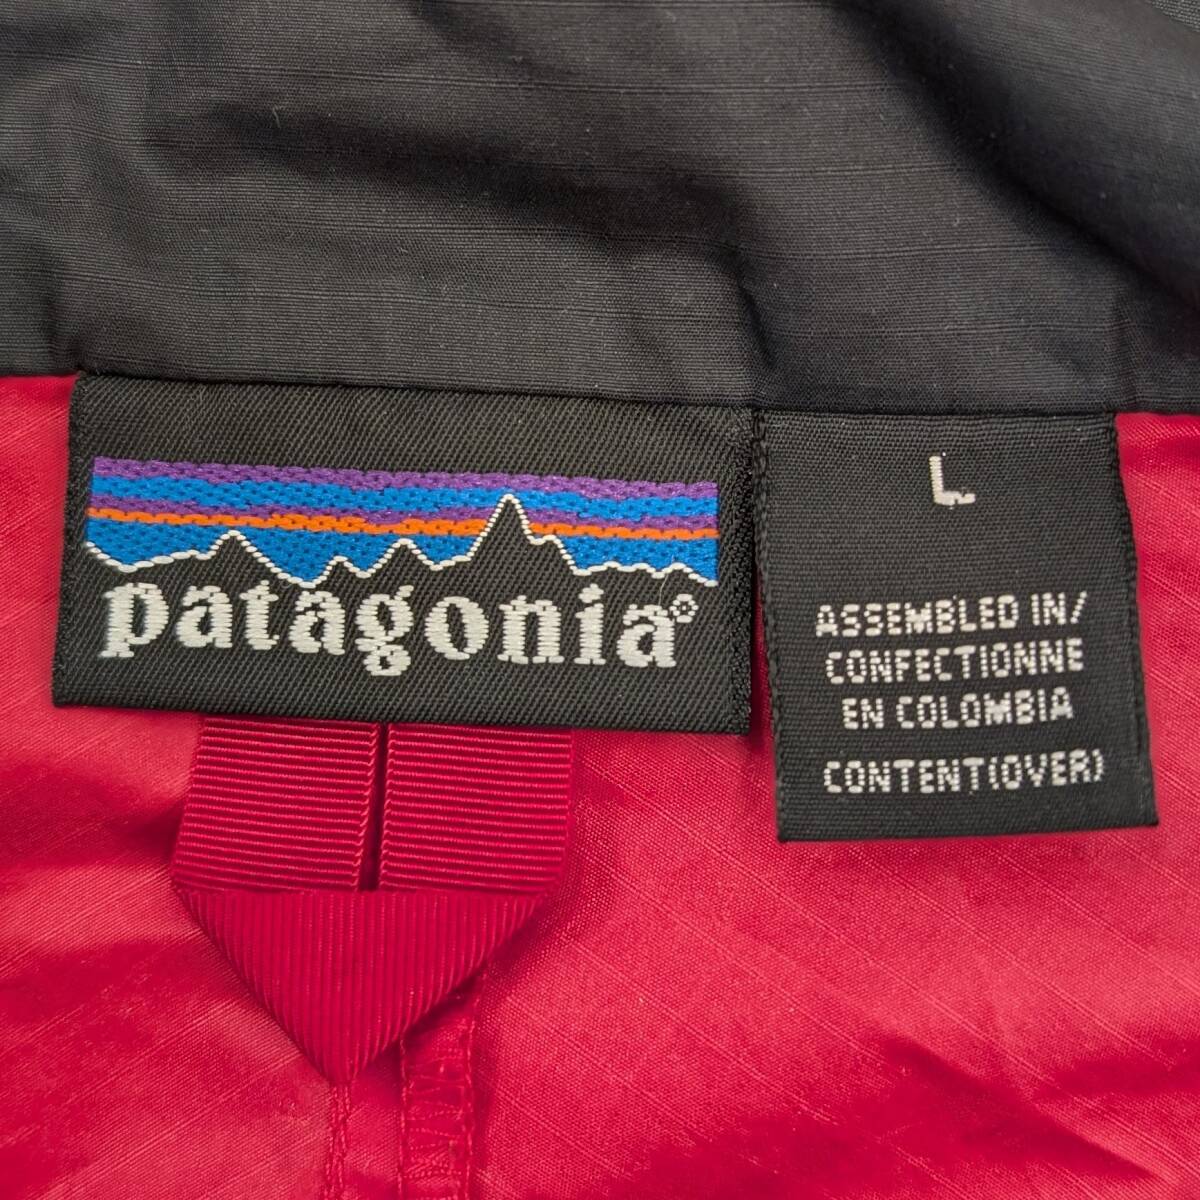 patagonia®
L
ASSEMBLED IN/
CONFECTIONNE
EN COLOMBIA
CONTENT(OVER)